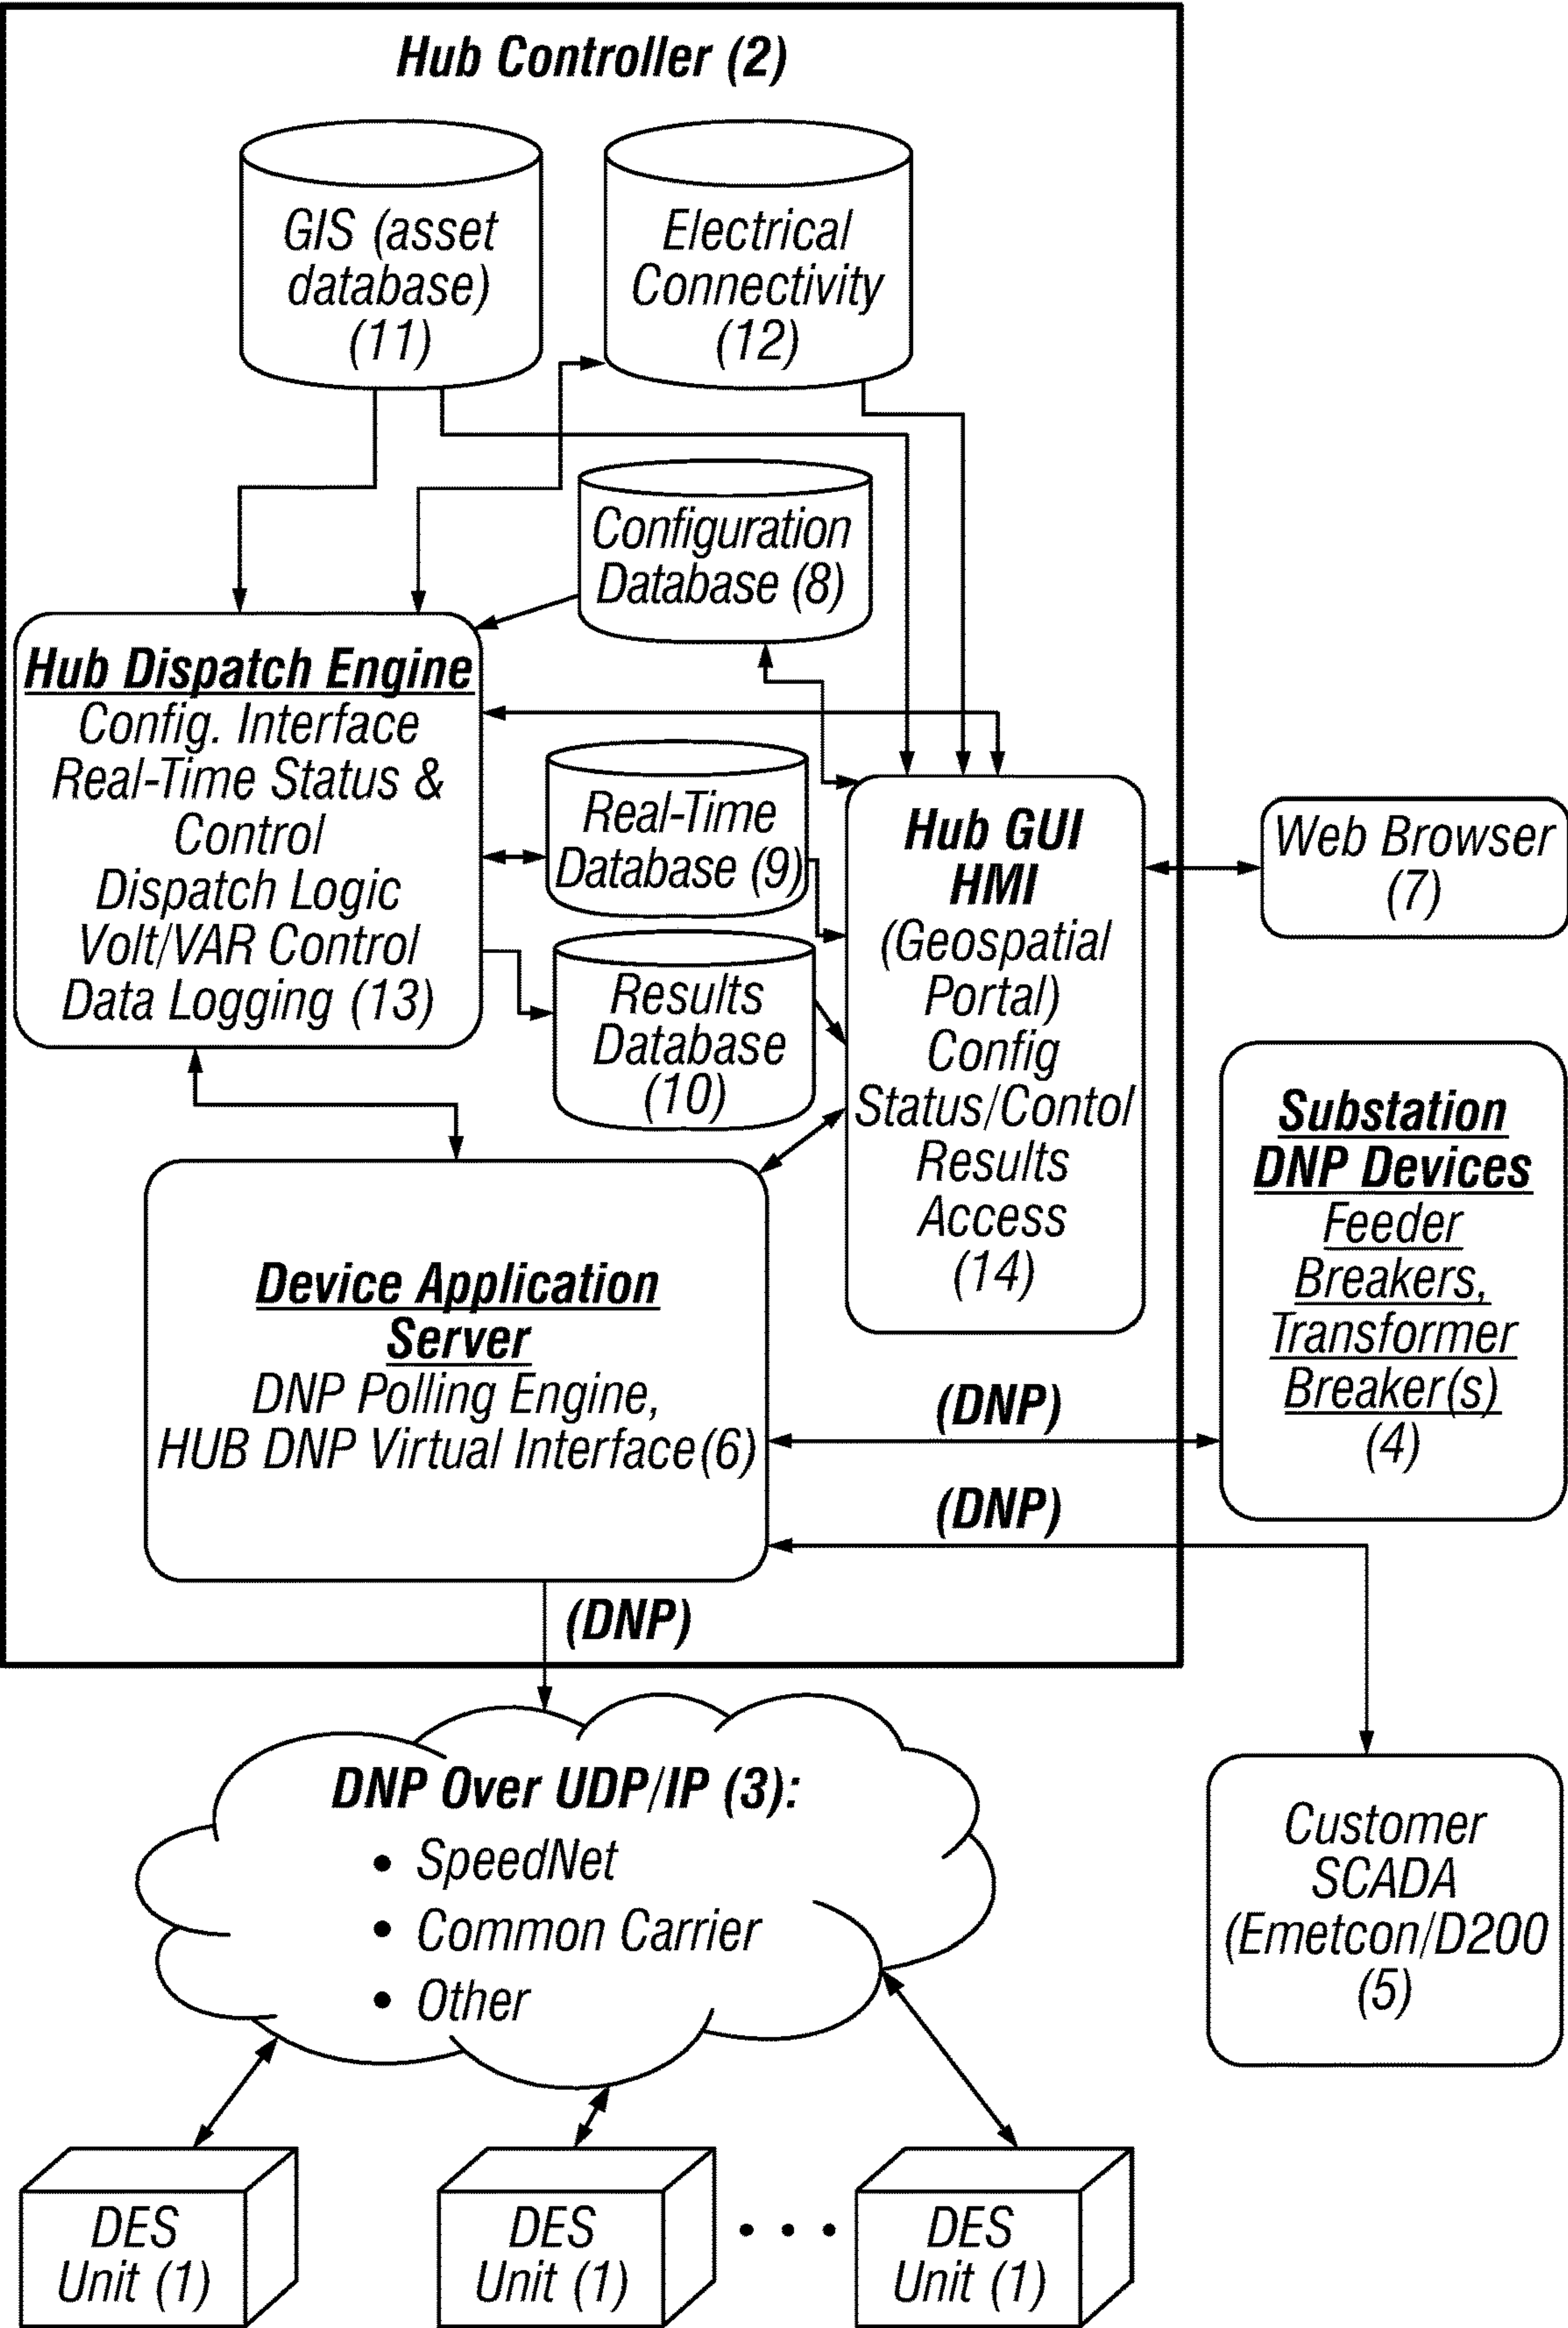 Hub Controller (2)
GIS (asset
database)
(11)
Electrical
Connectivity
(12)
Configuration
Database (8)
Hub Dispatch Engine
Config. Interface
Real-Time Status &
Control
Dispatch Logic
Volt/VAR Control
Data Logging (13)
Real-Time
Database (9)
Results
Database
(10)
Hub GUI
HMI
(Geospatial
Portal)
Config
Status/Contol
Results
Access
(14)
Web Browser
(7)
Substation
DNP Devices
Feeder
Breakers,
Transformer
Breaker(s)
(4)
Device Application
Server
DNP Polling Engine,
HUB DNP Virtual Interface (6)
(DNP)
(DNP)
(DNP)
DNP Over UDP/IP (3):
• SpeedNet
• Common Carrier
• Other
Customer
SCADA
(Emetcon/D200
(5)
DES
Unit (1)
DES
Unit (1)
• • •
DES
Unit (1)